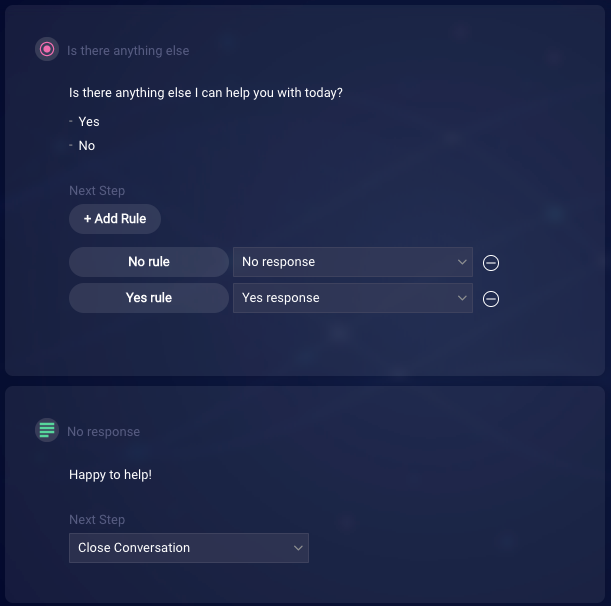 Is there anything else
Is there anything else I can help you with today?
- Yes
- No
Next Step
+ Add Rule
No rule No response
Yes rule Yes response
No response
Happy to help!
Next Step
Close Conversation